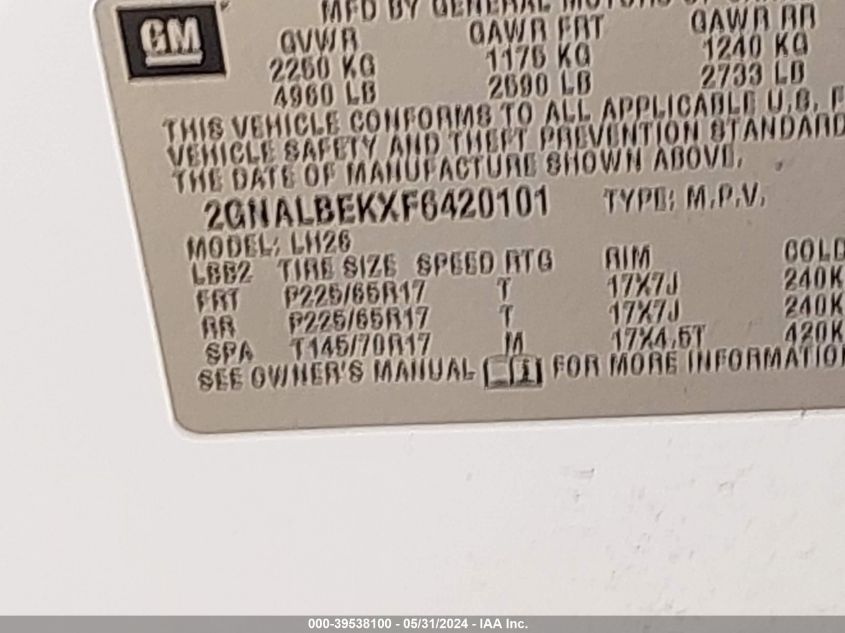 GM
MFD BY GENERAL MOTORS OF
GVWR GAWR FRT GAWR RR
2250 KG 1175 KG 1240 KG
4960 LB 2590 LB 2733 LB
THIS VEHICLE CONFORMS TO ALL APPLICABLE U.S. F
VEHICLE SAFETY AND THEFT PREVENTION STANDARD
THE DATE OF MANUFACTURE SHOWN ABOVE.
2GNALBEKXF6420101 TYPE: M.P.V.
MODEL: LH26
LBB2 TIRE SIZE SPEED RTG RIM COLD
FRT P225/65R17 T 17X7J 240K
RR P225/65R17 T 17X7J 240K
SPA T145/70R17 M 17X4.5T 420K
SEE OWNER'S MANUAL FOR MORE INFORMATION
000-39538100 / 05/31/2024 - IAA Inc.